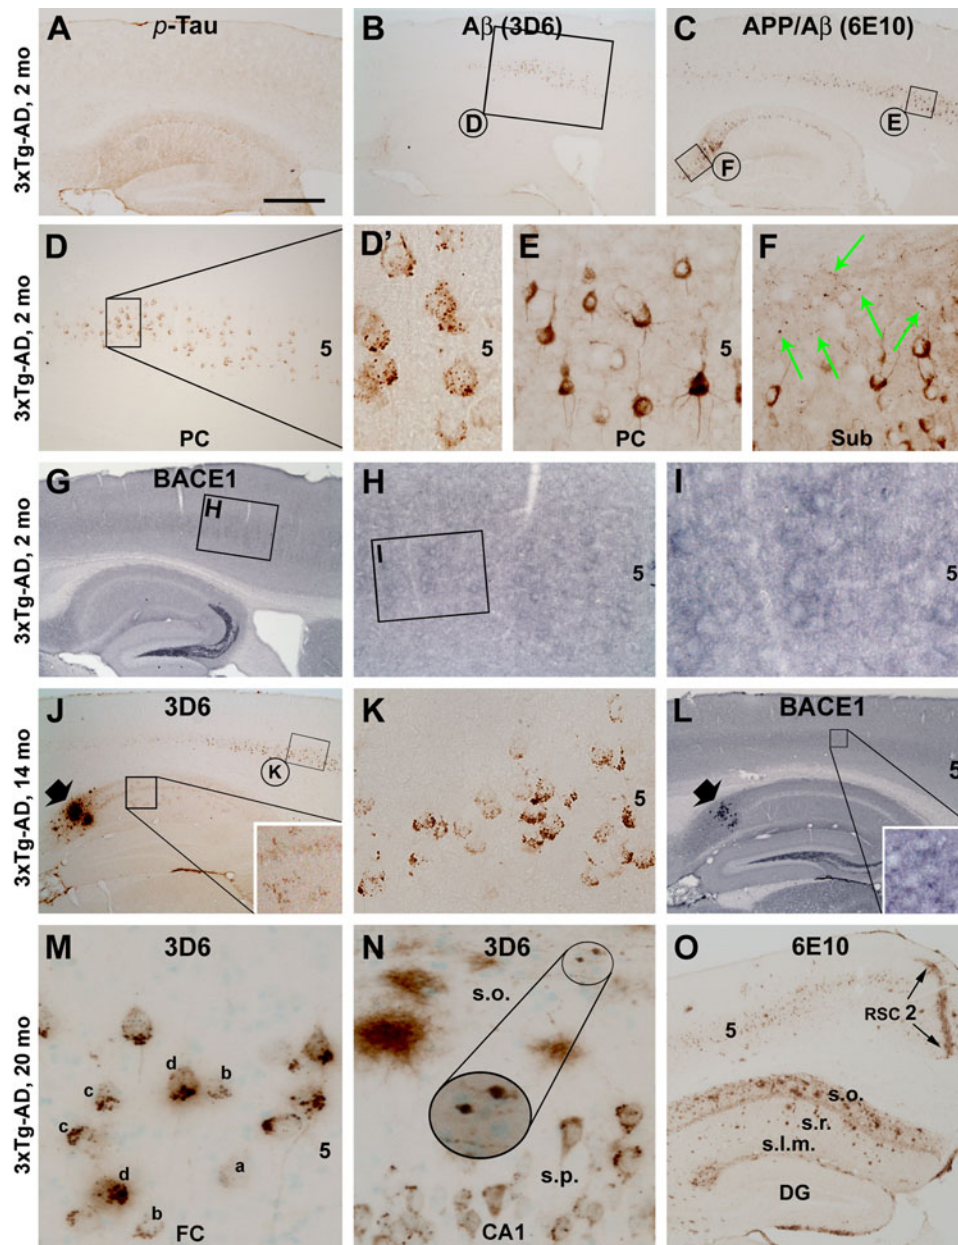 3xTg-AD, 2 mo
A
p-Tau
B
Aβ (3D6)
D
C
APP/Aβ (6E10)
E
F
3xTg-AD, 2 mo
D
5
PC
D'
5
E
5
PC
F
Sub
3xTg-AD, 2 mo
G
BACE1
H
H
I
5
I
5
3xTg-AD, 14 mo
J
3D6
K
K
5
L
BACE1
5
3xTg-AD, 20 mo
M
3D6
d
b
c
c
5
a
d
b
FC
N
3D6
s.o.
s.p.
CA1
O
6E10
RSC 2
5
s.o.
s.r.
s.l.m.
DG